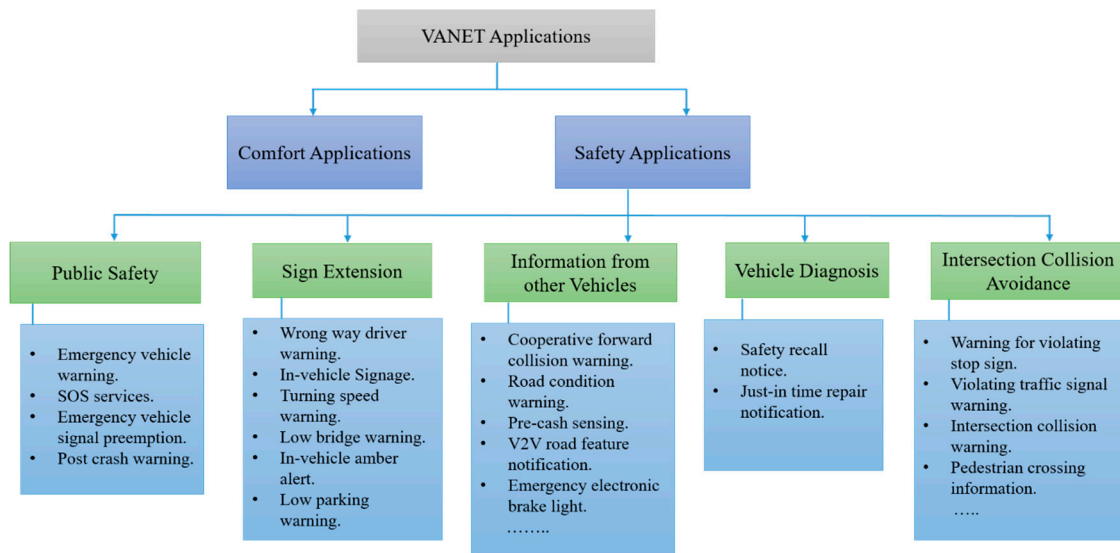 VANET Applications
Comfort Applications
Safety Applications
Public Safety
Sign Extension
Information from
other Vehicles
Vehicle Diagnosis
Intersection Collision
Avoidance
• Emergency vehicle
warning.
• SOS services.
• Emergency vehicle
signal preemption.
• Post crash warning.
• Wrong way driver
warning.
• In-vehicle Signage.
• Turning speed
warning.
• Low bridge warning.
• In-vehicle amber
alert.
• Low parking
warning.
• Cooperative forward
collision warning.
• Road condition
warning.
• Pre-cash sensing.
• V2V road feature
notification.
• Emergency electronic
brake light.
……..
• Safety recall
notice.
• Just-in time repair
notification.
• Warning for violating
stop sign.
• Violating traffic signal
warning.
• Intersection collision
warning.
• Pedestrian crossing
information.
…..